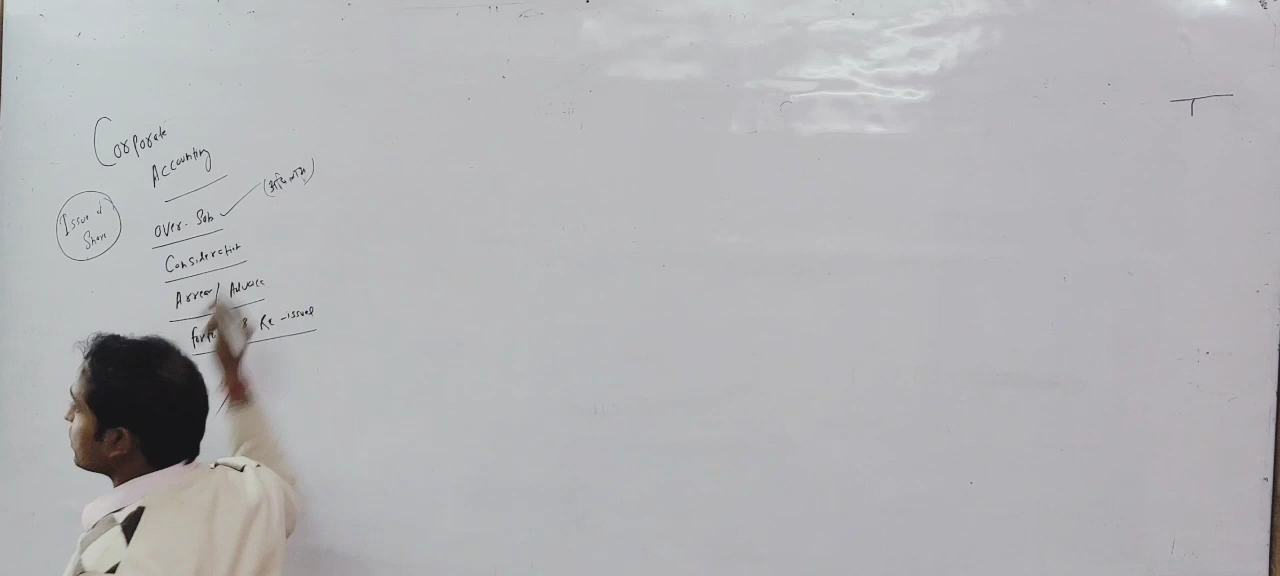 Corporate
Accounting
Issue of
Share
Over-Sub
Consideration
Arrear/ Advance
& Re-issued
T